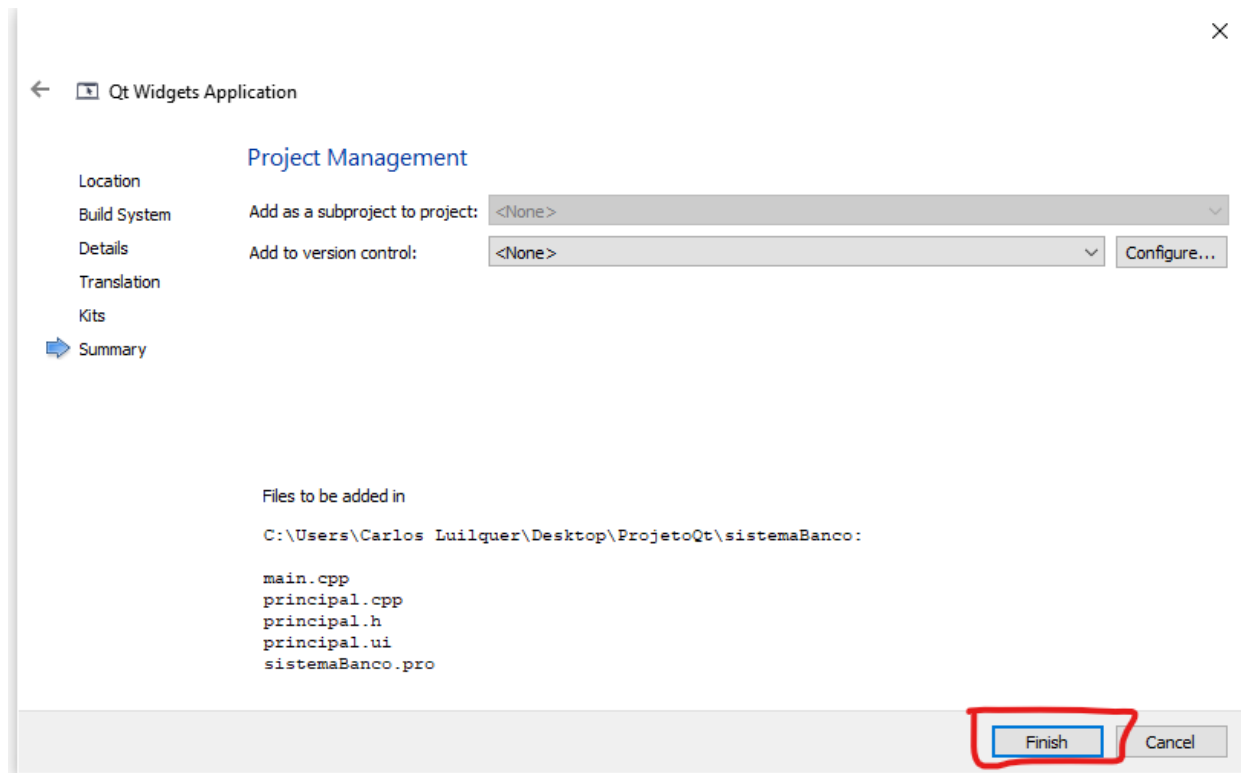 Qt Widgets Application
Project Management
Location
Build System
Details
Translation
Kits
Summary
Add as a subproject to project: <None>
Add to version control: <None> Configure...
Files to be added in
C:\Users\Carlos Luilquer\Desktop\ProjetoQt\sistemaBanco:
main.cpp
principal.cpp
principal.h
principal.ui
sistemaBanco.pro
Finish Cancel